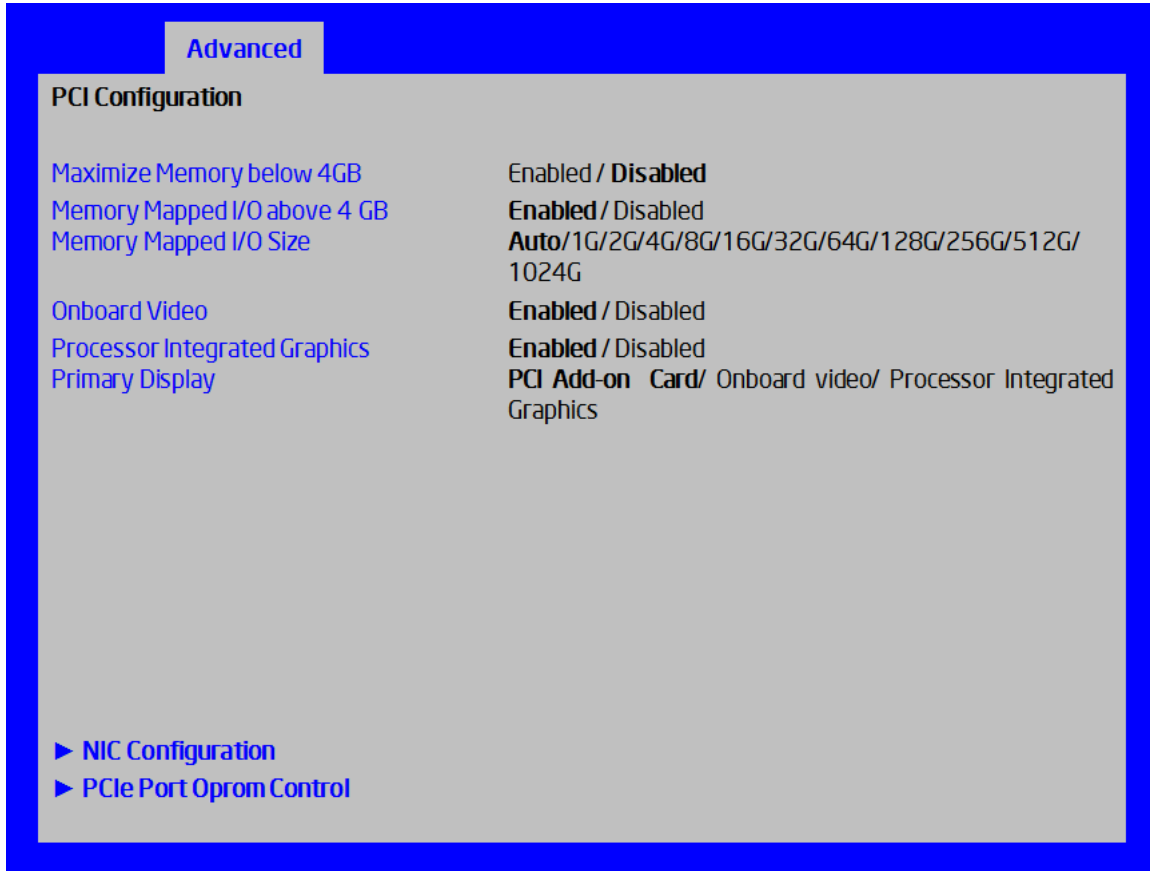 Advanced
PCI Configuration
Maximize Memory below 4GB Enabled / Disabled
Memory Mapped I/O above 4 GB Enabled / Disabled
Memory Mapped I/O Size Auto/1G/2G/4G/8G/16G/32G/64G/128G/256G/512G/
1024G
Onboard Video Enabled / Disabled
Processor Integrated Graphics Enabled / Disabled
Primary Display PCI Add-on Card/ Onboard video/ Processor Integrated
Graphics
► NIC Configuration
► PCIe Port Oprom Control